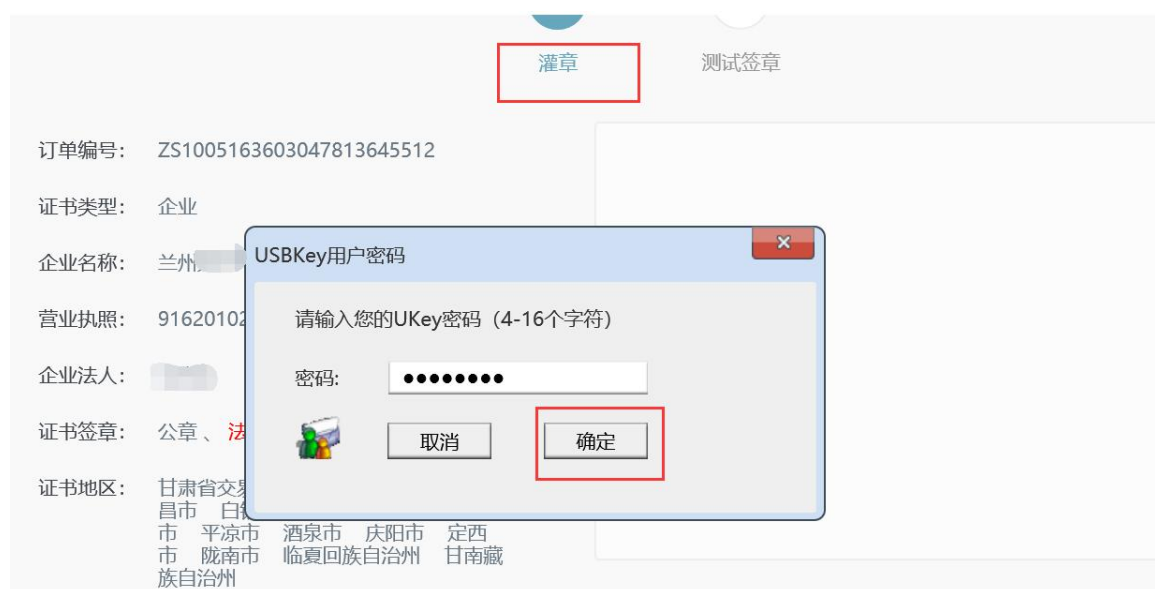 灌章
测试签章
订单编号: ZS1005163603047813645512
证书类型: 企业
企业名称: 兰州
营业执照: 91620102
企业法人:
证书签章: 公章、法
证书地区: 甘肃省交
昌市 白
市 平凉市 酒泉市 庆阳市 定西
市 陇南市 临夏回族自治州 甘南藏
族自治州
USBKey用户密码
请输入您的UKey密码（4-16个字符）
密码: ●●●●●●●●
取消
确定